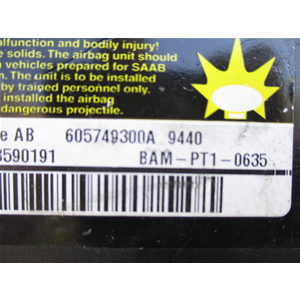 alfunction and bodily injury!
e solids. The airbag unit should
n vehicles prepared for SAAB
m. The unit is to be installed
by trained personnel only.
installed the airbag
dangerous projectile.
e AB 605749300A 9440
8590191 BAM-PT1-0635